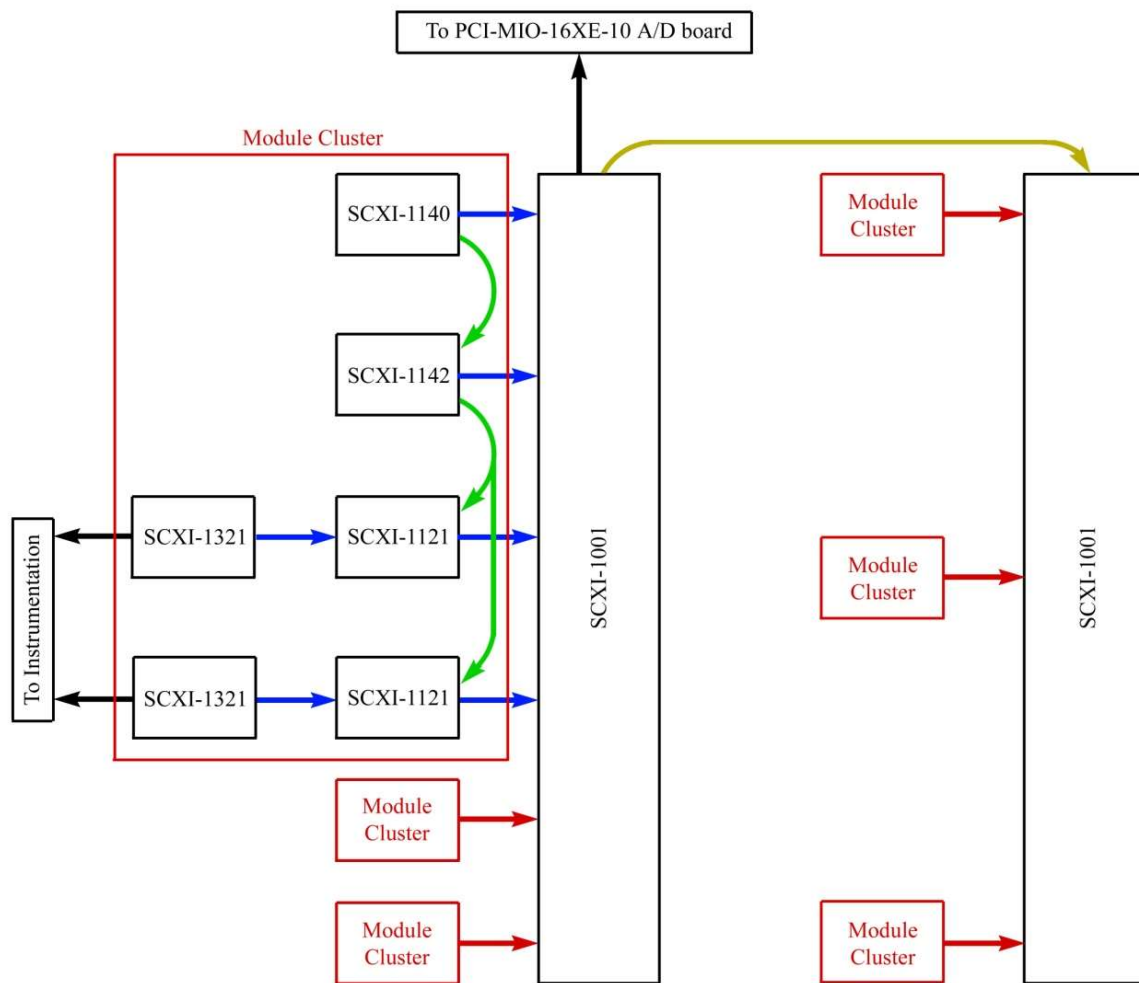 To PCI-MIO-16XE-10 A/D board
Module Cluster
SCXI-1140
SCXI-1142
SCXI-1321
SCXI-1121
SCXI-1321
SCXI-1121
To Instrumentation
Module
Cluster
Module
Cluster
SCXI-1001
Module
Cluster
Module
Cluster
Module
Cluster
SCXI-1001